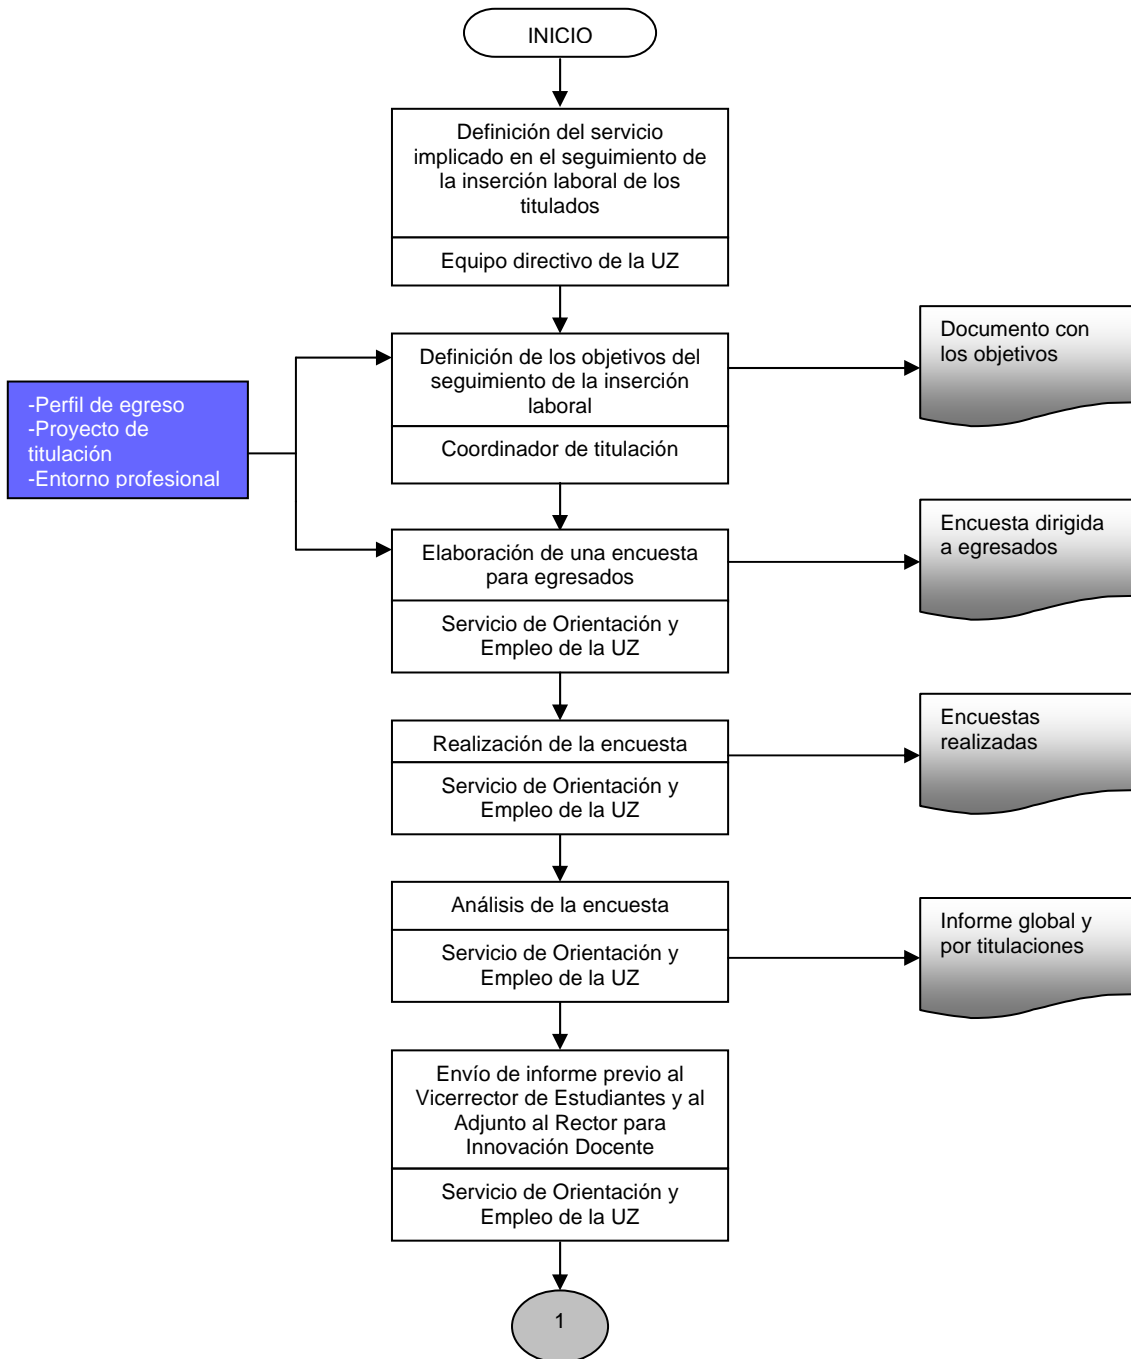 INICIO
Definición del servicio
implicado en el seguimiento de
la inserción laboral de los
titulados
Equipo directivo de la UZ
Definición de los objetivos del
seguimiento de la inserción
laboral
Coordinador de titulación
Documento con
los objetivos
-Perfil de egreso
-Proyecto de
titulación
-Entorno profesional
Elaboración de una encuesta
para egresados
Servicio de Orientación y
Empleo de la UZ
Encuesta dirigida
a egresados
Realización de la encuesta
Servicio de Orientación y
Empleo de la UZ
Encuestas
realizadas
Análisis de la encuesta
Servicio de Orientación y
Empleo de la UZ
Informe global y
por titulaciones
Envío de informe previo al
Vicerrector de Estudiantes y al
Adjunto al Rector para
Innovación Docente
Servicio de Orientación y
Empleo de la UZ
1